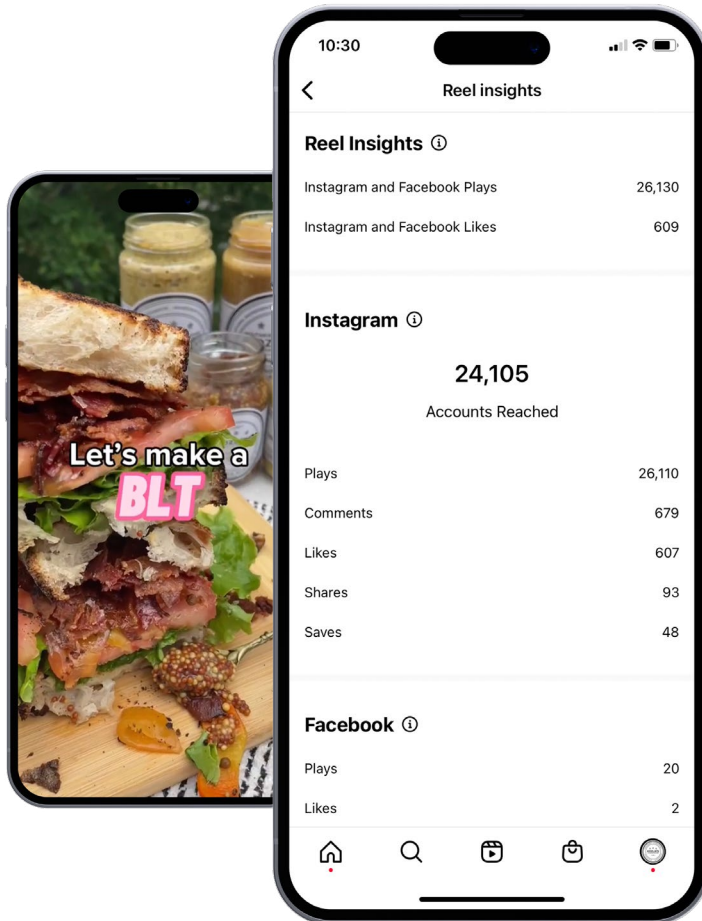 Let's make a
BLT
10:30
Reel insights
Reel Insights
Instagram and Facebook Plays 26,130
Instagram and Facebook Likes 609
Instagram
24,105
Accounts Reached
Plays 26,110
Comments 679
Likes 607
Shares 93
Saves 48
Facebook
Plays 20
Likes 2